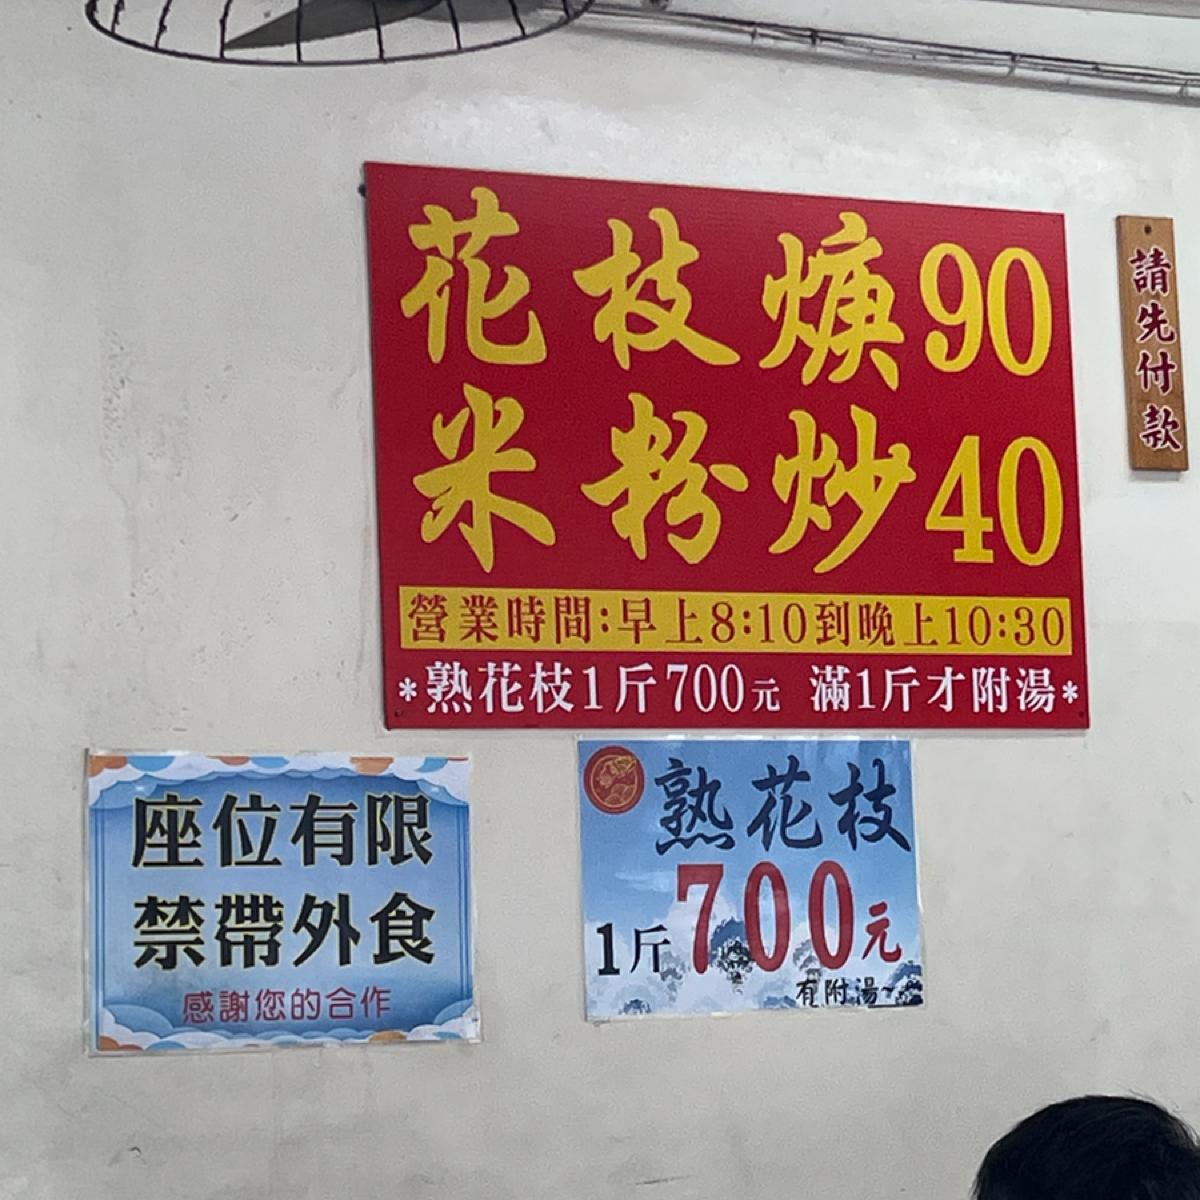 花枝焿90
米粉炒40
營業時間:早上8:10到晚上10:30
*熟花枝1斤700元 滿1斤才附湯*
請先付款
座位有限
禁帶外食
感謝您的合作
熟花枝
1斤700元
有附湯~